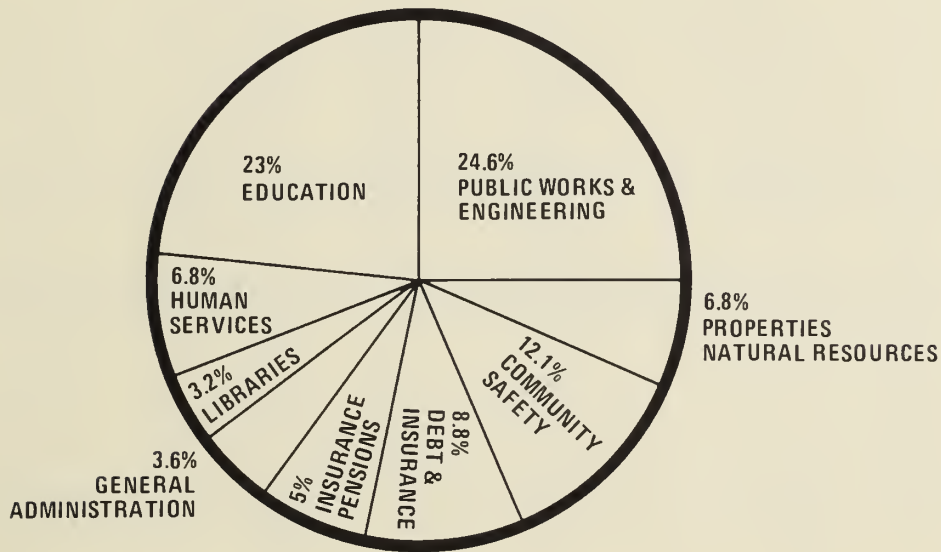 23%
EDUCATION
24.6%
PUBLIC WORKS &
ENGINEERING
6.8%
HUMAN
SERVICES
6.8%
PROPERTIES
NATURAL RESOURCES
3.2%
LIBRARIES
12.1%
COMMUNITY
SAFETY
8.8%
DEBT &
INSURANCE
5%
INSURANCE
PENSIONS
3.6%
GENERAL
ADMINISTRATION